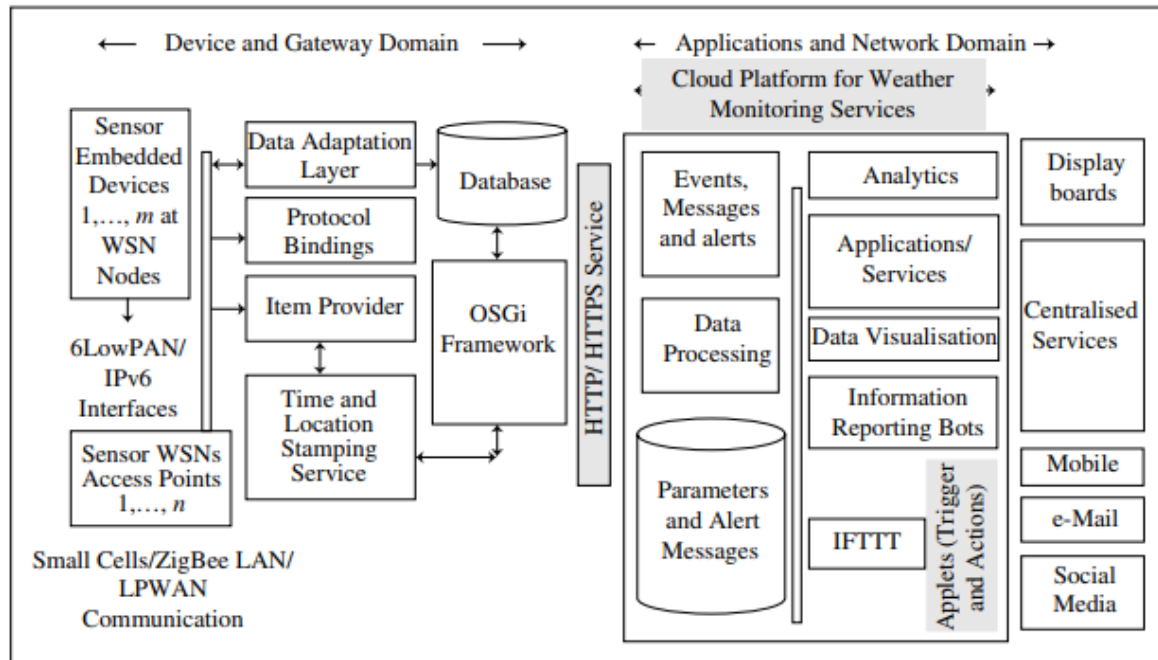 Device and Gateway Domain
Applications and Network Domain
Cloud Platform for Weather
Monitoring Services
Sensor
Embedded
Devices
1,…, m at
WSN
Nodes
6LowPAN/
IPv6
Interfaces
Sensor WSNs
Access Points
1,…, n
Small Cells/ZigBee LAN/
LPWAN
Communication
Data Adaptation
Layer
Protocol
Bindings
Item Provider
Time and
Location
Stamping
Service
Database
OSGi
Framework
HTTP/ HTTPS Service
Events,
Messages
and alerts
Data
Processing
Parameters
and Alert
Messages
Analytics
Applications/
Services
Data Visualisation
Information
Reporting Bots
IFTTT
Applets (Trigger
and Actions)
Display
boards
Centralised
Services
Mobile
e-Mail
Social
Media